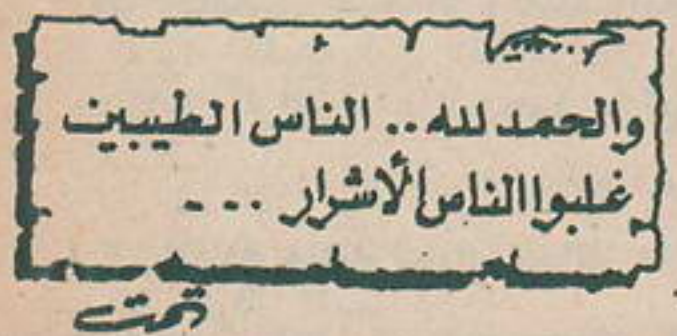 والحمد لله .. الناس الطيبين
غلبوا الناس الأشرار ...
تمت